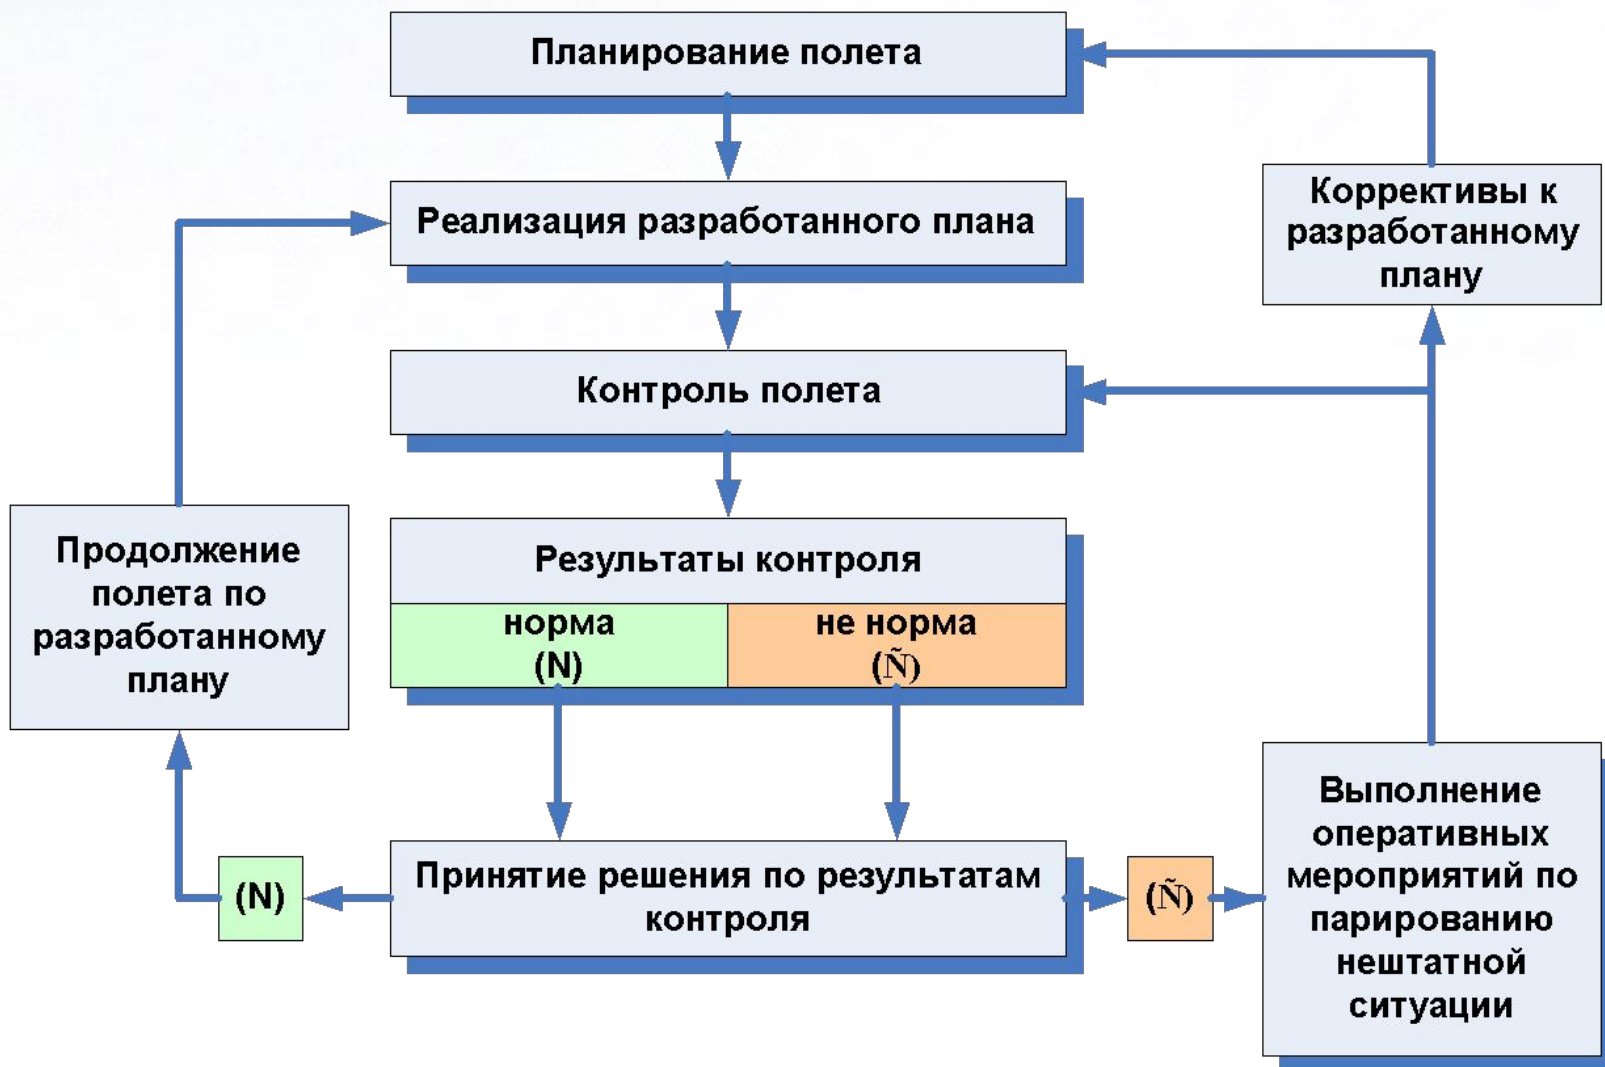 Планирование полета
Реализация разработанного плана
Коррективы к
разработанному
плану
Контроль полета
Продолжение
полета по
разработанному
плану
Результаты контроля
норма
(N)
не норма
(Ñ)
(N)
Принятие решения по результатам
контроля
(Ñ)
Выполнение
оперативных
мероприятий по
парированию
нештатной
ситуации